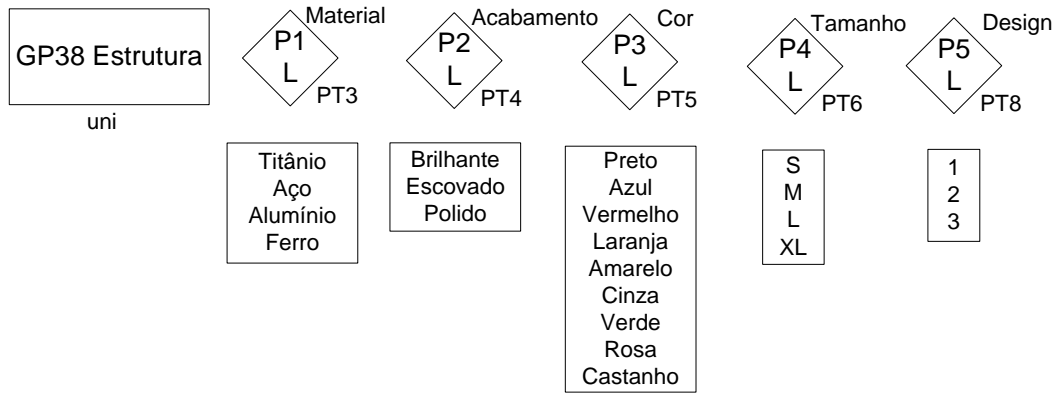 GP38 Estrutura
uni
Material
P1
L
PT3
Titânio
Aço
Alumínio
Ferro
Acabamento
P2
L
PT4
Brilhante
Escovado
Polido
Cor
P3
L
PT5
Preto
Azul
Vermelho
Laranja
Amarelo
Cinza
Verde
Rosa
Castanho
Tamanho
P4
L
PT6
S
M
L
XL
Design
P5
L
PT8
1
2
3